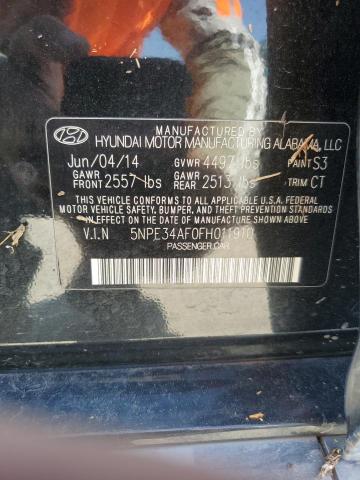 MANUFACTURED BY
HYUNDAI MOTOR MANUFACTURING ALABAMA, LLC
Jun/04/14 GVWR 4497 lbs PAINT S3
GAWR FRONT 2557 lbs GAWR REAR 2513 lbs TRIM CT
THIS VEHICLE CONFORMS TO ALL APPLICABLE U.S.A. FEDERAL
MOTOR VEHICLE SAFETY, BUMPER, AND THEFT PREVENTION
STANDARDS IN EFFECT ON THE DATE OF MANUFACTURE
V.I.N 5NPE34AF0FH011910
PASSENGER CAR